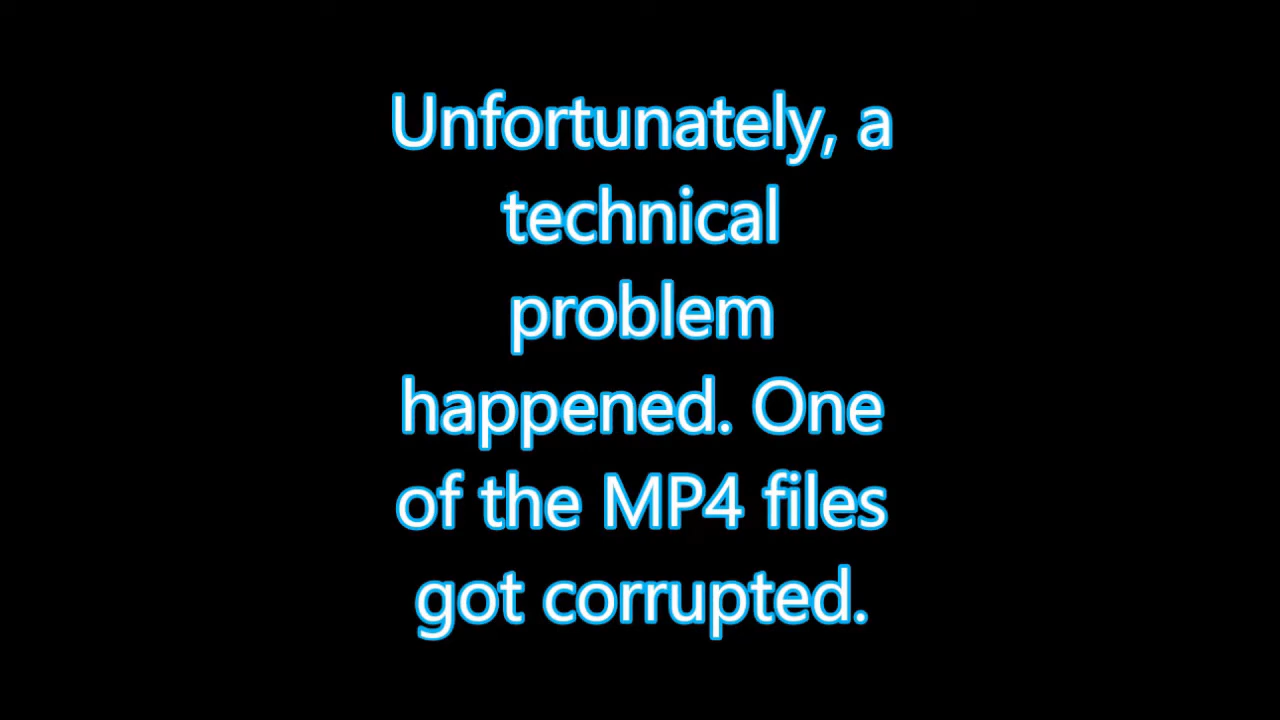 Unfortunately, a
technical
problem
happened. One
of the MP4 files
got corrupted.